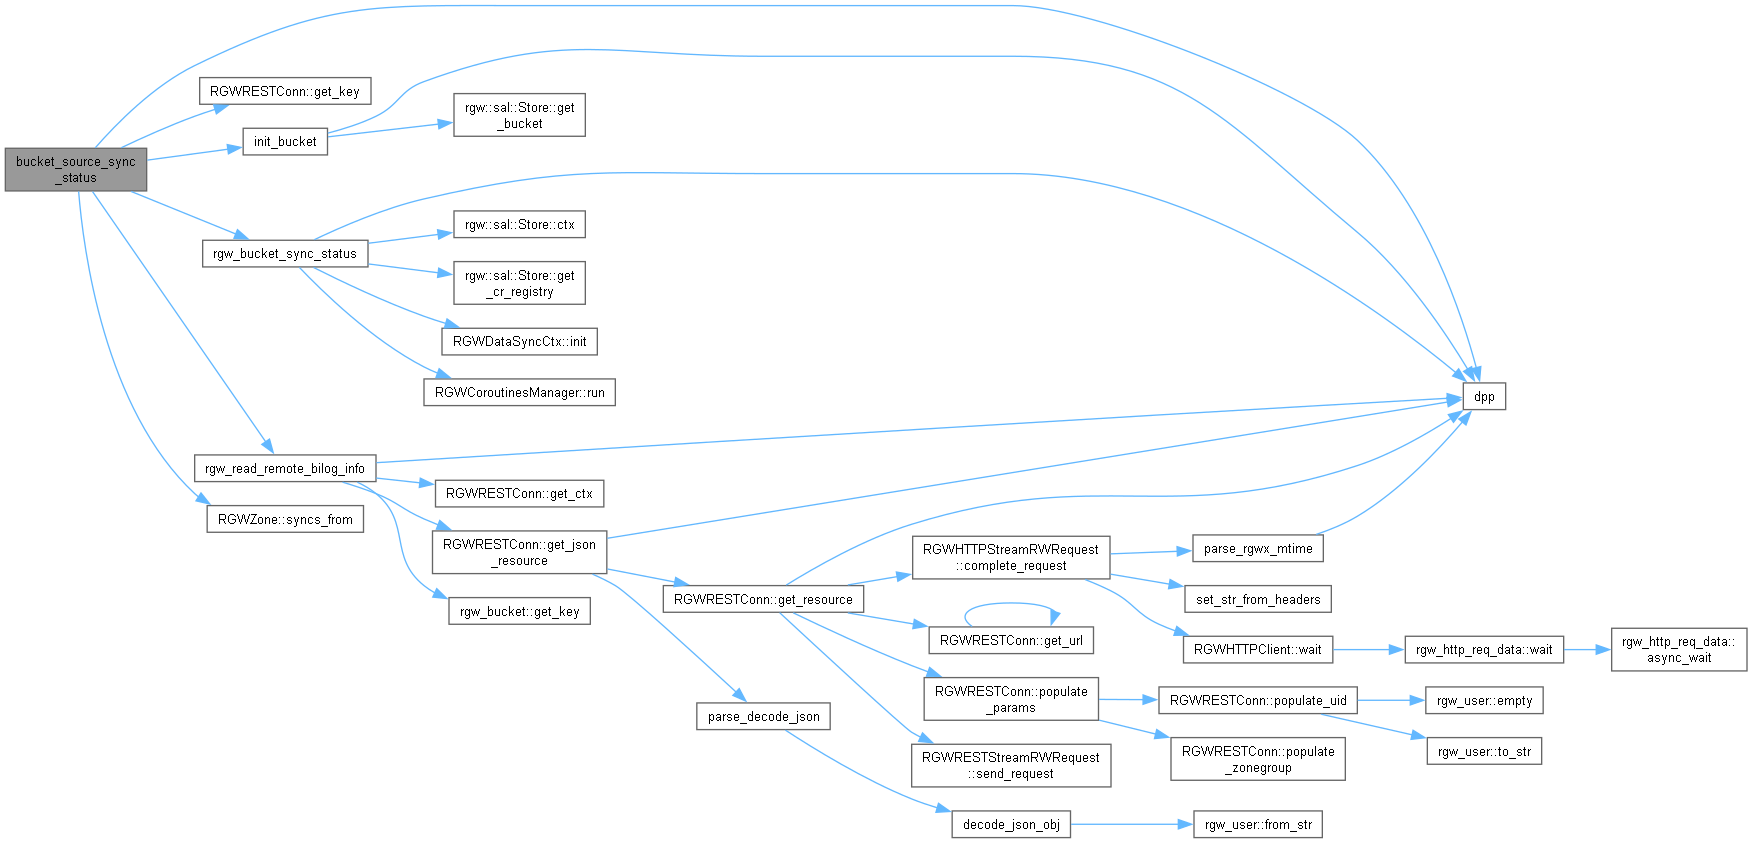 bucket_source_sync
_status
RGWRESTConn::get_key
init_bucket
rgw_bucket_sync_status
rgw_read_remote_bilog_info
RGWZone::syncs_from
rgw::sal::Store::get
_bucket
rgw::sal::Store::ctx
rgw::sal::Store::get
_cr_registry
RGWDataSyncCtx::init
RGWCoroutinesManager::run
RGWRESTConn::get_ctx
RGWRESTConn::get_json
_resource
rgw_bucket::get_key
RGWRESTConn::get_resource
parse_decode_json
RGWHTTPStreamRWRequest
::complete_request
RGWRESTConn::get_url
RGWRESTConn::populate
_params
RGWRESTStreamRWRequest
::send_request
decode_json_obj
parse_rgwx_mtime
set_str_from_headers
RGWHTTPClient::wait
RGWRESTConn::populate_uid
RGWRESTConn::populate
_zonegroup
rgw_user::from_str
dpp
rgw_http_req_data::wait
rgw_user::empty
rgw_user::to_str
rgw_http_req_data::
async_wait